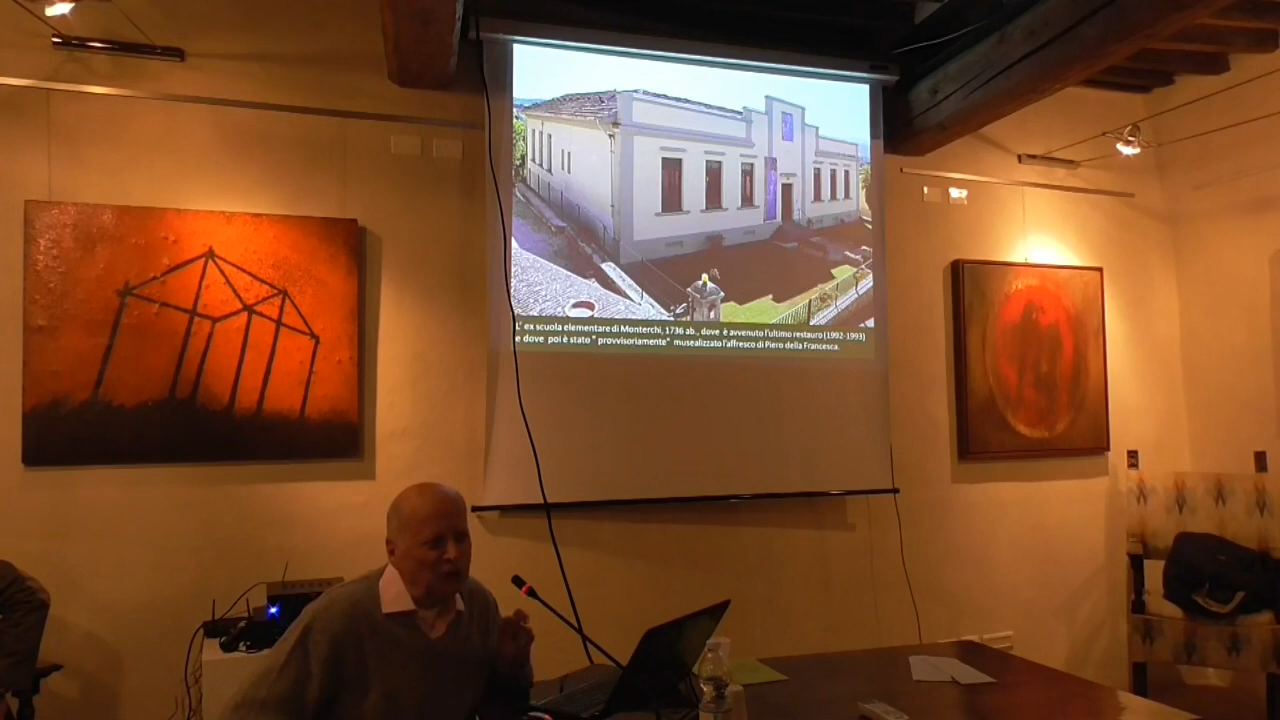 L' ex scuola elementare di Monterchi, 1736 ab., dove è avvenuto l'ultimo restauro (1992-1993)
e dove poi è stato " provvisoriamente" musealizzato l'affresco di Piero della Francesca.